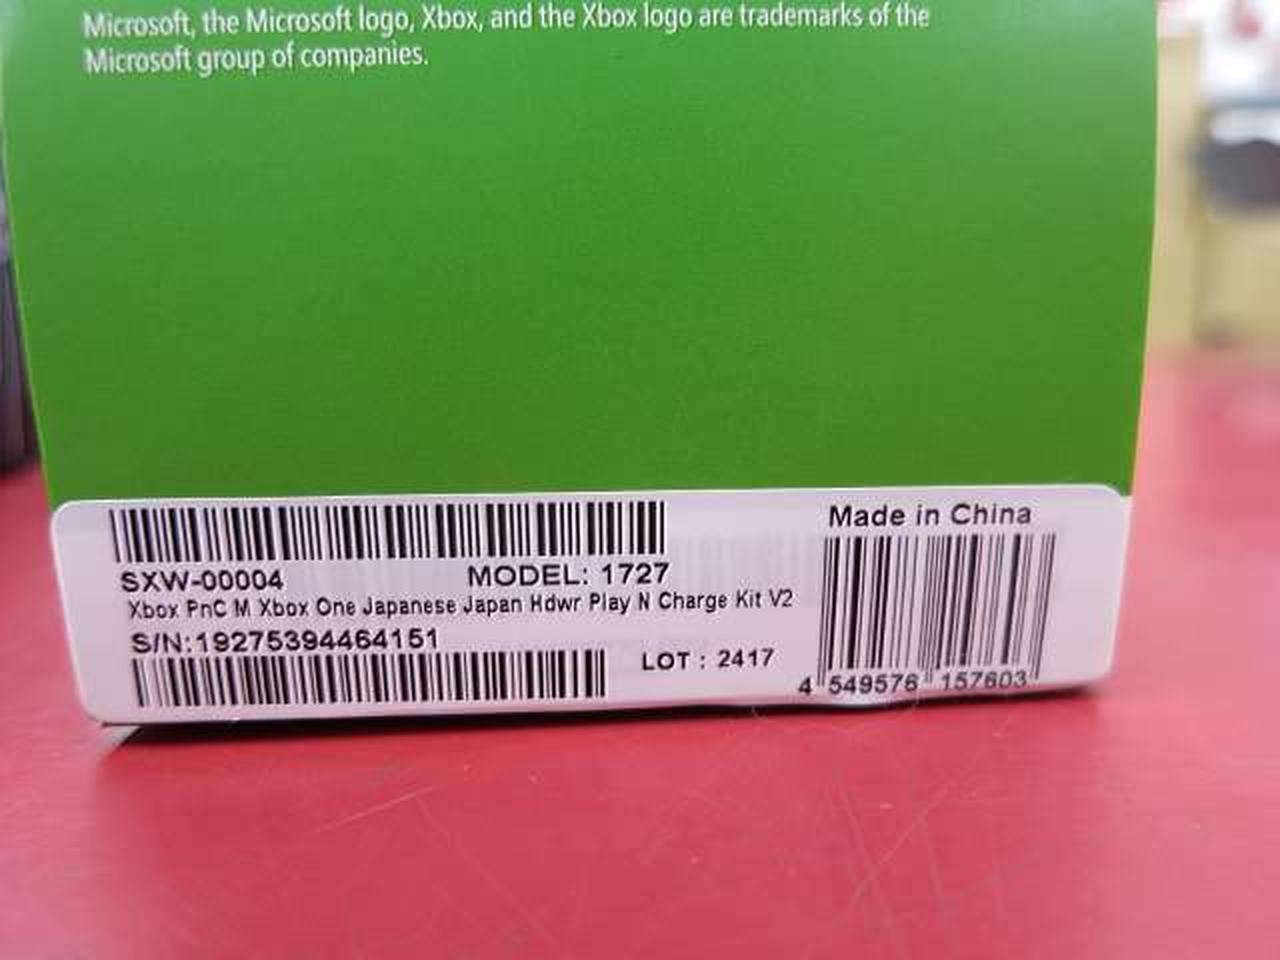 Microsoft, the Microsoft logo, Xbox, and the Xbox logo are trademarks of the
Microsoft group of companies.
Made in China
SXW-00004 MODEL: 1727
Xbox PnC M Xbox One Japanese Japan Hdwr Play N Charge Kit V2
S/N:19275394464151
LOT : 2417
4 549576 157603